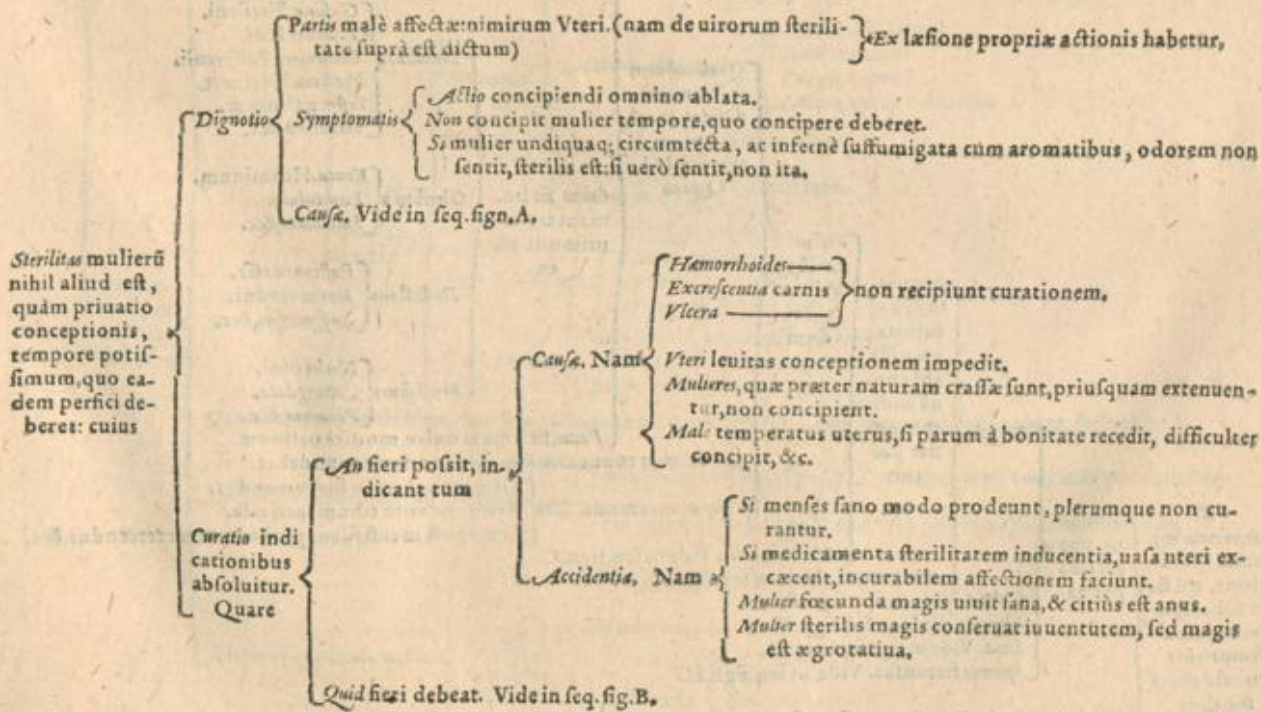 Partis malè affectæ: nimirum Vteri. (nam de uirorum ſterili-
tate ſuprà eſt dictum)
Ex læſione propriæ actionis habetur,
Dignotio
Symptomatis
Actio concipiendi omnino ablata.
Non concipit mulier tempore, quo concipere deberet.
Si mulier undiquaq; circumtecta, ac infernè ſuffumigata cum aromatibus, odorem non
ſentit, ſterilis eſt: ſi uerò ſentit, non ita.
Cauſæ. Vide in ſeq. ſign. A.
Sterilitas mulierū
nihil aliud eſt,
quàm priuatio
conceptionis,
tempore potiſ-
ſimum, quo ea-
dem perfici de-
beret: cuius
Curatio indi
cationibus
abſoluitur.
Quare
An fieri poſsit, in-
dicant tum
Cauſæ. Nam
Hæmorrhoides
Excreſcentia carnis
Vlcera
non recipiunt curationem.
Vteri leuitas conceptionem impedit.
Mulieres, quæ præter naturam craſſæ ſunt, priuſquam extenuen-
tur, non concipient.
Male temperatus uterus, ſi parum à bonitate recedit, difficulter
concipit, &c.
Accidentia, Nam
Si menſes ſano modo prodeunt, plerumque non cu-
rantur.
Si medicamenta ſterilitatem inducentia, uaſa uteri ex-
cæcent, incurabilem affectionem faciunt.
Mulier fœcunda magis uiuit ſana, & citiùs eſt anus.
Mulier ſterilis magis conſeruat iuuentutem, ſed magis
eſt ægrotatiua,
Quid fieri debeat. Vide in ſeq. fig. B.